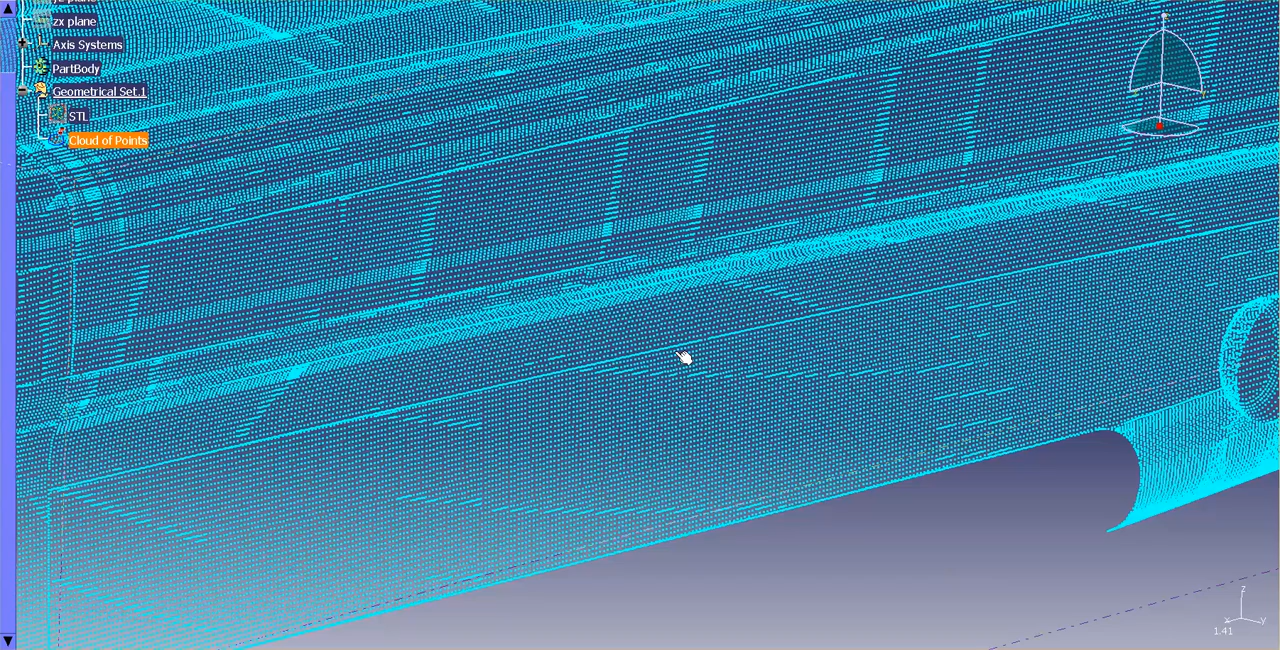 zx plane
Axis Systems
PartBody
Geometrical Set.1
STL
Cloud of Points
z
x
y
1.41